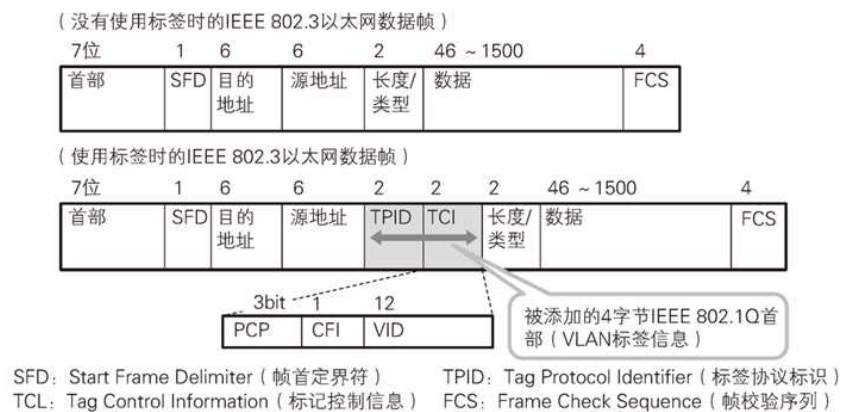 （没有使用标签时的IEEE 802.3以太网数据帧）
7位 1 6 6 2 46 ~1500 4
首部 SFD 目的地址 源地址 长度/类型 数据 FCS
（使用标签时的IEEE 802.3以太网数据帧）
7位 1 6 6 2 2 2 46 ~1500 4
首部 SFD 目的地址 源地址 TPID TCI 长度/类型 数据 FCS
3bit 1 12
PCP CFI VID
被添加的4字节IEEE 802.1Q首
部（VLAN标签信息）
SFD：Start Frame Delimiter（帧首定界符） TPID：Tag Protocol Identifier（标签协议标识）
TCL：Tag Control Information（标记控制信息） FCS：Frame Check Sequence（帧校验序列）